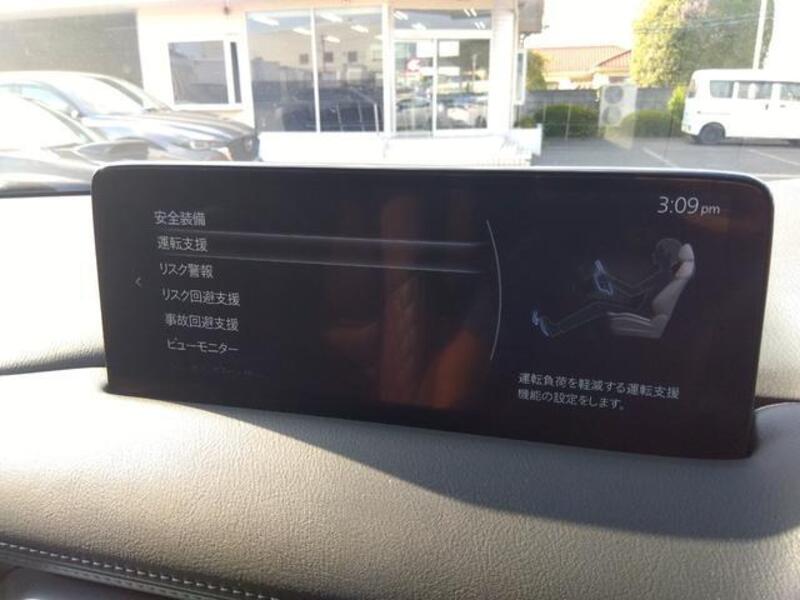 3:09pm
安全装備
運転支援
リスク警報
リスク回避支援
事故回避支援
ビューモニター
運転負荷を軽減する運転支援
機能の設定をします。